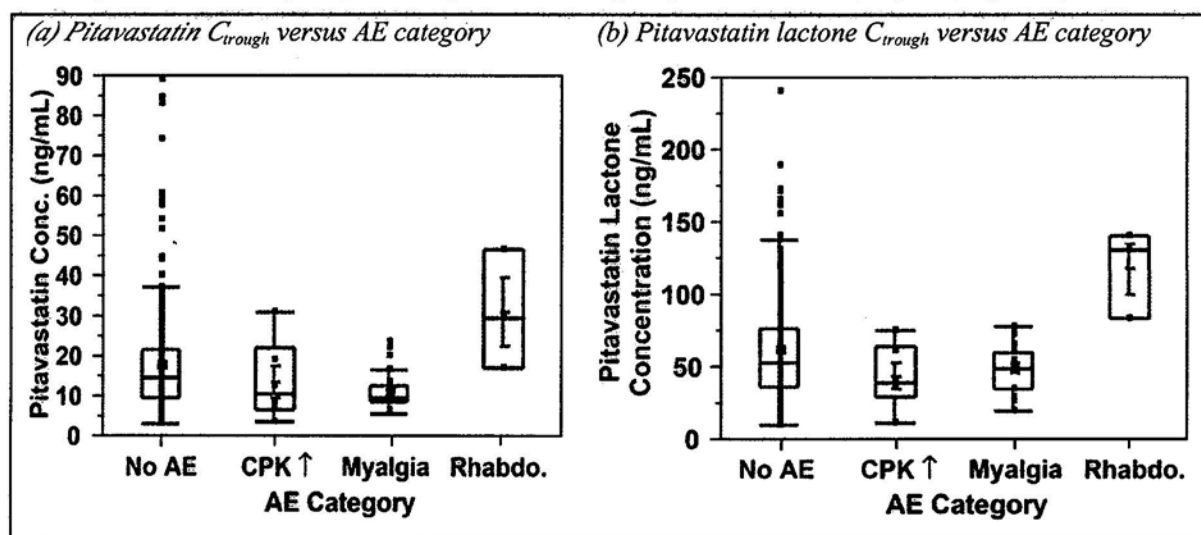 (a) Pitavastatin Ctrough versus AE category
Pitavastatin Conc. (ng/mL)
90
80
70
60
50
40
30
20
10
0
No AE CPK ↑ Myalgia Rhabdo.
AE Category
(b) Pitavastatin lactone Ctrough versus AE category
Pitavastatin Lactone
Concentration (ng/mL)
250
200
150
100
50
0
No AE CPK ↑ Myalgia Rhabdo.
AE Category